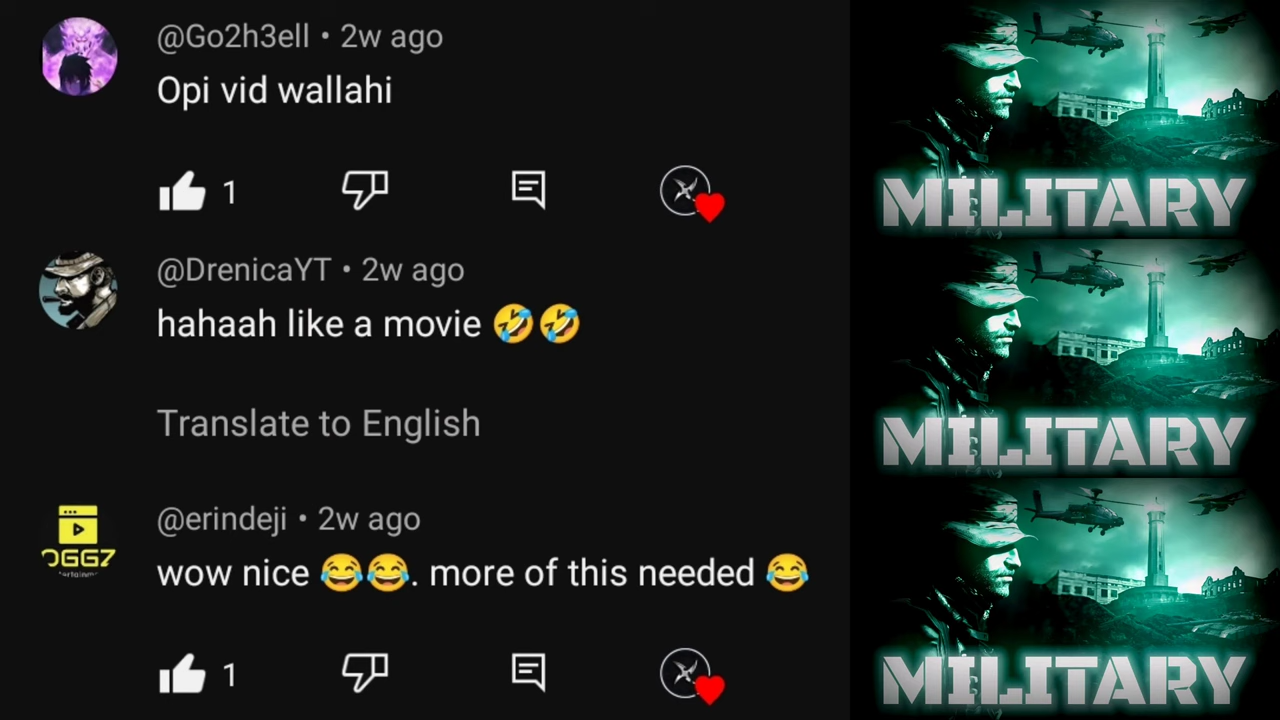 @Go2h3ell • 2w ago
Opi vid wallahi
1
@DrenicaYT • 2w ago
hahaah like a movie 🤣🤣
Translate to English
@erindeji • 2w ago
OGGZ
wow nice 😂😂. more of this needed 😂
1
MILITARY
MILITARY
MILITARY